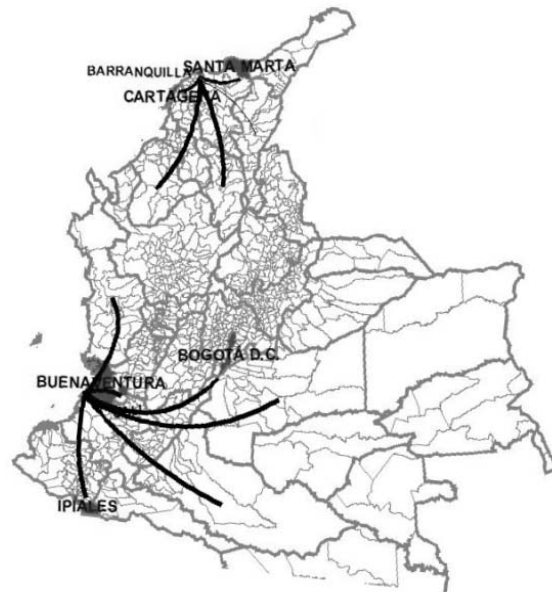 SANTA MARTA
BARRANQUILLA
CARTAGENA
BOGOTÁ D.C.
BUENAVENTURA
IPIALES